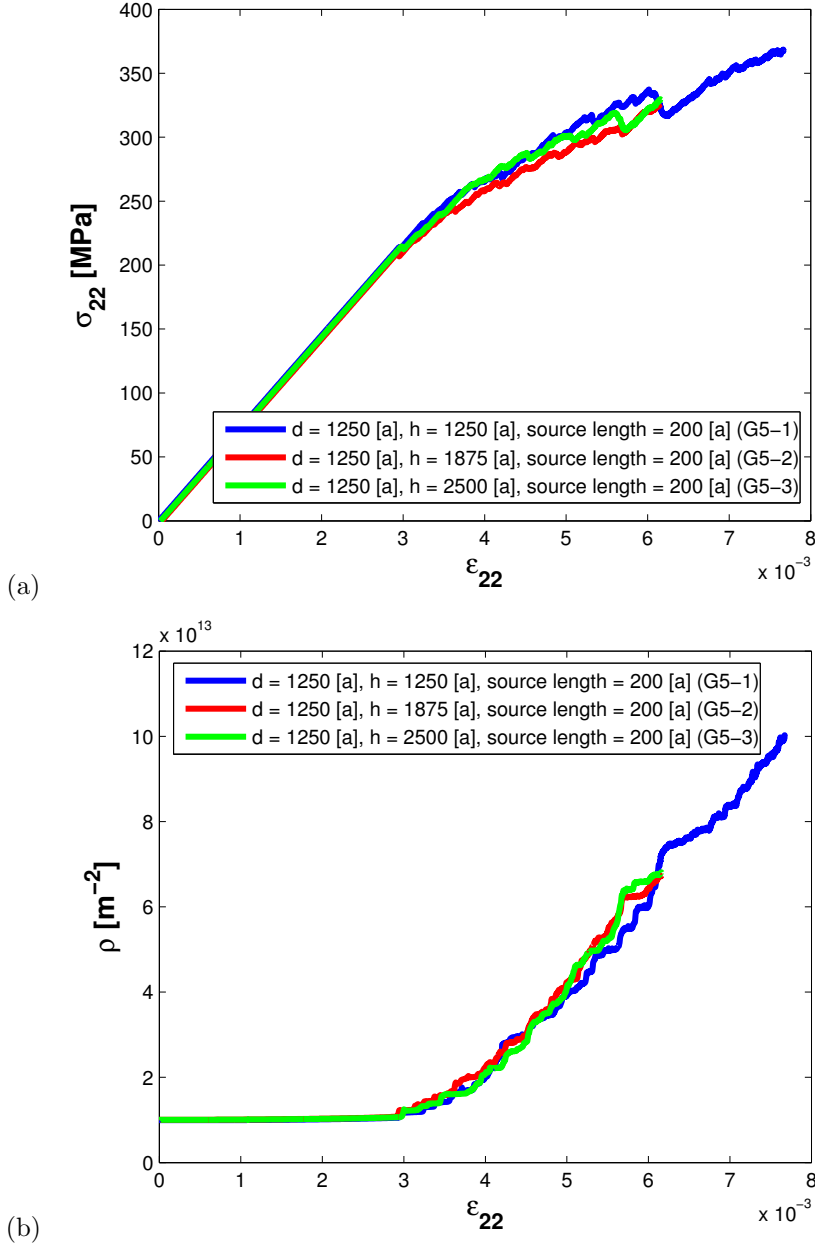 400
350
300
250
200
150
100
50
0
σ22 [MPa]
d = 1250 [a], h = 1250 [a], source length = 200 [a] (G5−1)
d = 1250 [a], h = 1875 [a], source length = 200 [a] (G5−2)
d = 1250 [a], h = 2500 [a], source length = 200 [a] (G5−3)
0 1 2 3 4 5 6 7 8
ε22
x 10−3
(a)
x 10^13
12
10
8
6
4
2
0
ρ [m−2]
d = 1250 [a], h = 1250 [a], source length = 200 [a] (G5−1)
d = 1250 [a], h = 1875 [a], source length = 200 [a] (G5−2)
d = 1250 [a], h = 2500 [a], source length = 200 [a] (G5−3)
0 1 2 3 4 5 6 7 8
ε22
x 10−3
(b)